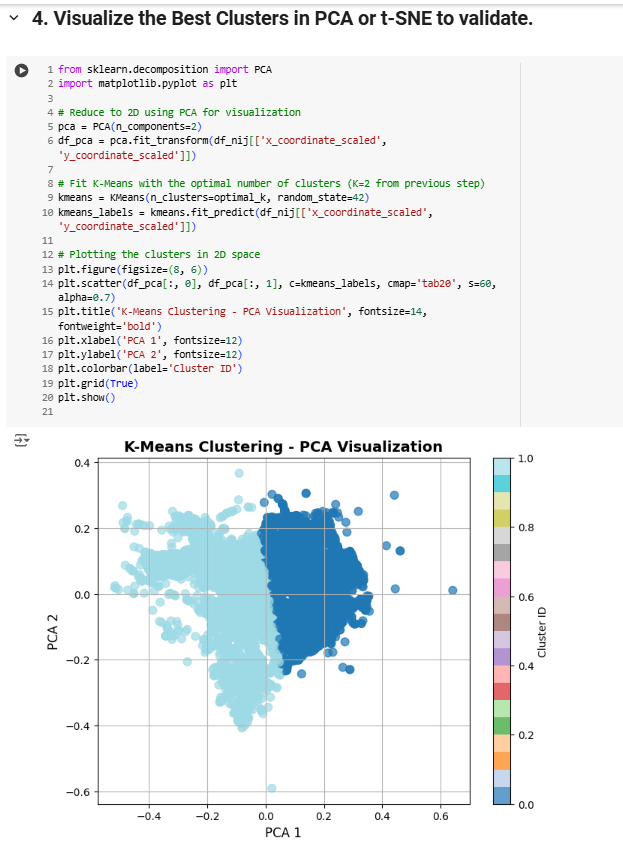 4. Visualize the Best Clusters in PCA or t-SNE to validate.
1 from sklearn.decomposition import PCA
2 import matplotlib.pyplot as plt
3
4 # Reduce to 2D using PCA for visualization
5 pca = PCA(n_components=2)
6 df_pca = pca.fit_transform(df_nij[['x_coordinate_scaled',
'y_coordinate_scaled']])
7
8 # Fit K-Means with the optimal number of clusters (K=2 from previous step)
9 kmeans = KMeans(n_clusters=optimal_k, random_state=42)
10 kmeans_labels = kmeans.fit_predict(df_nij[['x_coordinate_scaled',
'y_coordinate_scaled']])
11
12 # Plotting the clusters in 2D space
13 plt.figure(figsize=(8, 6))
14 plt.scatter(df_pca[:, 0], df_pca[:, 1], c=kmeans_labels, cmap='tab20', s=60,
alpha=0.7)
15 plt.title('K-Means Clustering - PCA Visualization', fontsize=14,
fontweight='bold')
16 plt.xlabel('PCA 1', fontsize=12)
17 plt.ylabel('PCA 2', fontsize=12)
18 plt.colorbar(label='Cluster ID')
19 plt.grid(True)
20 plt.show()
21
K-Means Clustering - PCA Visualization
0.4
0.2
0.0
−0.2
−0.4
−0.6
PCA 2
−0.4 −0.2 0.0 0.2 0.4 0.6
PCA 1
1.0
0.8
0.6
0.4
0.2
0.0
Cluster ID